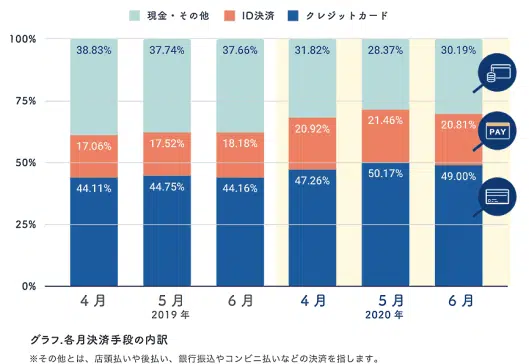 現金・その他 ID決済 クレジットカード
100%
38.83% 37.74% 37.66% 31.82% 28.37% 30.19%
75%
17.06% 17.52% 18.18% 20.92% 21.46% 20.81%
PAY
50%
44.11% 44.75% 44.16% 47.26% 50.17% 49.00%
25%
0%
4月 5月 6月 4月 5月 6月
2019年 2020年
グラフ.各月決済手段の内訳
※その他とは、店頭払いや後払い、銀行振込やコンビニ払いなどの決済を指します。